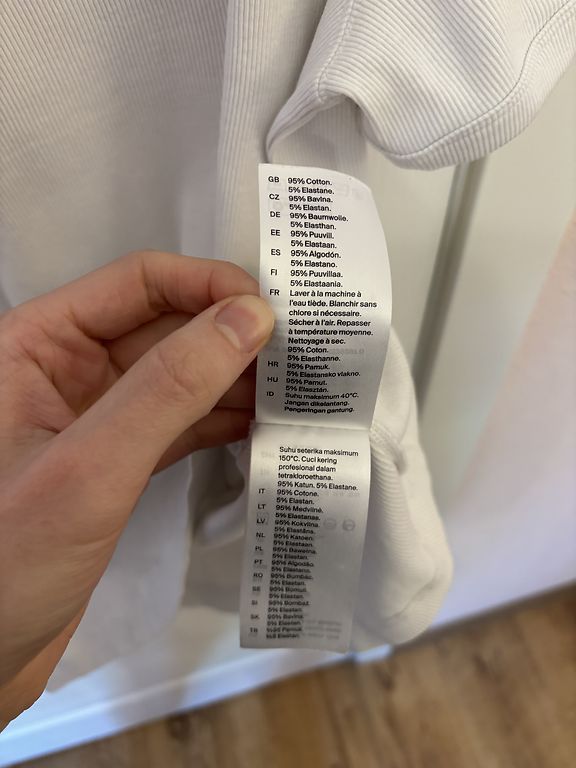 GB 95% Cotton.
5% Elastane.
CZ 95% Bavlna.
5% Elastan.
DE 95% Baumwolle.
5% Elasthan.
EE 95% Puuvill.
5% Elastaan.
ES 95% Algodón.
5% Elastano.
FI 95% Puuvillaa.
5% Elastaania.
FR Laver à la machine à
l'eau tiède. Blanchir sans
chlore si nécessaire.
Sécher à l'air. Repasser
à température moyenne.
Nettoyage à sec.
95% Coton.
5% Elasthanne.
HR 95% Pamuk.
5% Elastansko vlakno.
HU 95% Pamut.
5% Elasztán.
ID Suhu maksimum 40°C.
Jangan dikelantang.
Pengeringan gantung.
Suhu seterika maksimum
150°C. Cuci kering
profesional dalam
tetrakloroethana.
95% Katun. 5% Elastane.
IT 95% Cotone.
5% Elastan.
LT 95% Medvilnė.
5% Elastanas.
LV 95% Kokvilna.
5% Elastāns.
NL 95% Katoen.
5% Elastaan.
PL 95% Bawełna.
5% Elastan.
PT 95% Algodão.
5% Elastano.
RO 95% Bumbac.
5% Elastan.
SE 95% Bomull.
5% Elastan.
SI 95% Bombaž.
5% Elastan.
SK 95% Bavlna.
5% Elastan.
TR %95 Pamuk.
%5 Elastan.